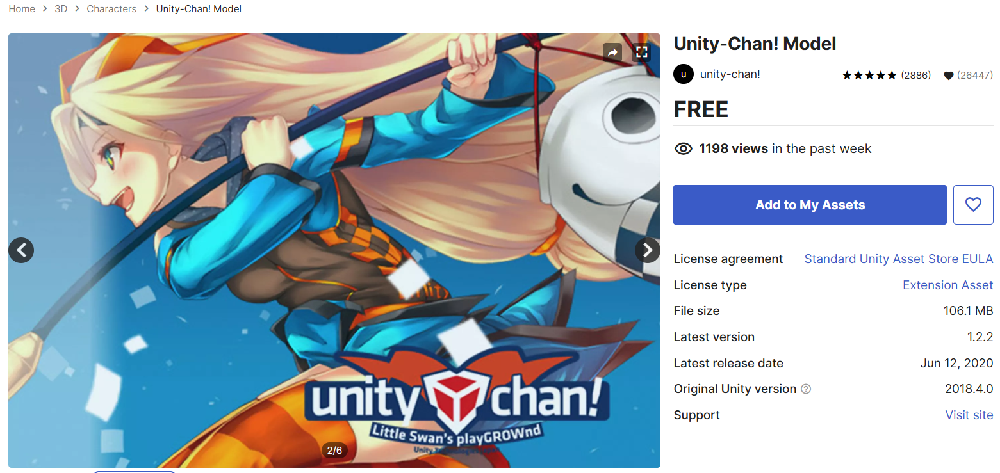 Home > 3D > Characters > Unity-Chan! Model
Unity-Chan! Model
u unity-chan! ★★★★★ (2886) | ♥ (26447)
FREE
1198 views in the past week
Add to My Assets
License agreement Standard Unity Asset Store EULA
License type Extension Asset
File size 106.1 MB
Latest version 1.2.2
Latest release date Jun 12, 2020
Original Unity version ? 2018.4.0
Support Visit site
unity chan!
Little Swan's playGROWnd
2/6